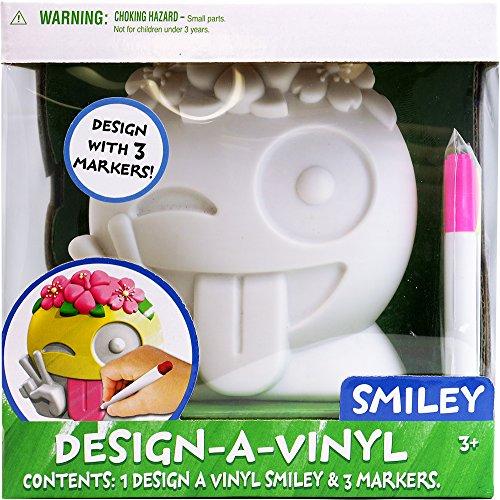 WARNING: CHOKING HAZARD – Small parts.
Not for children under 3 years.
DESIGN
WITH 3
MARKERS!
SMILEY
DESIGN-A-VINYL
3+
CONTENTS: 1 DESIGN A VINYL SMILEY & 3 MARKERS.